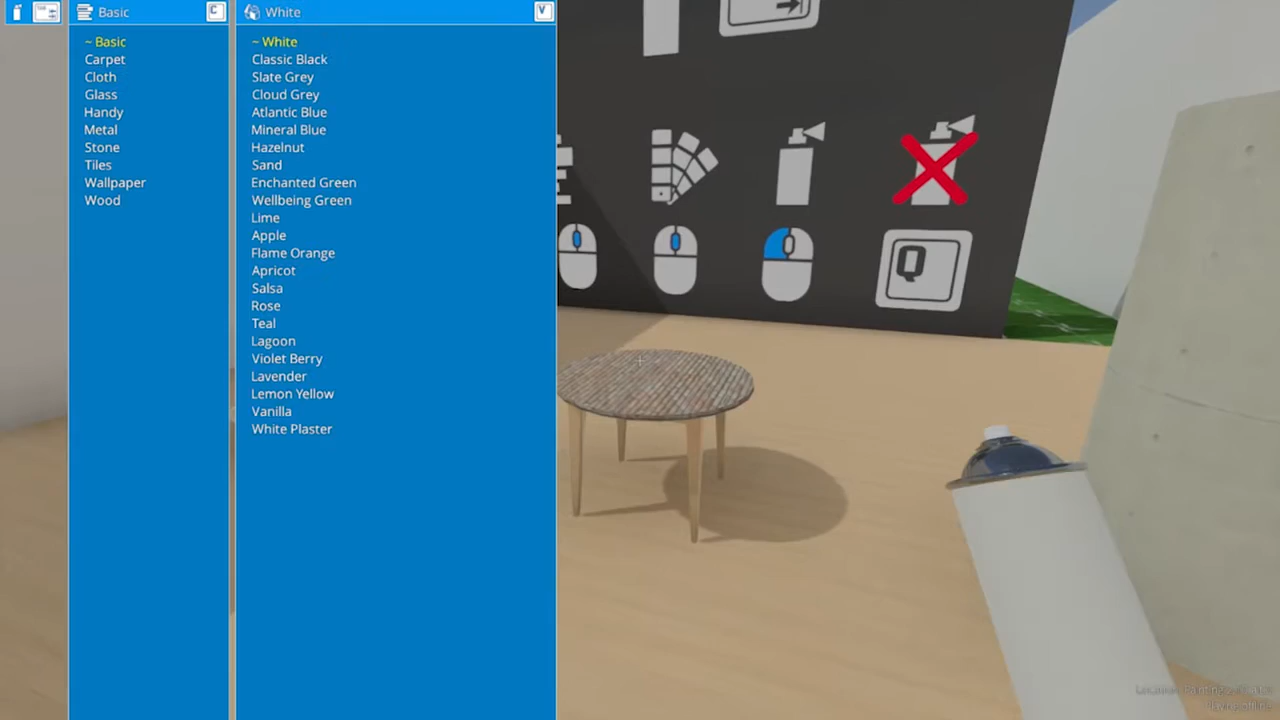 Basic
C
~ Basic
Carpet
Cloth
Glass
Handy
Metal
Stone
Tiles
Wallpaper
Wood
White
V
~ White
Classic Black
Slate Grey
Cloud Grey
Atlantic Blue
Mineral Blue
Hazelnut
Sand
Enchanted Green
Wellbeing Green
Lime
Apple
Flame Orange
Apricot
Salsa
Rose
Teal
Lagoon
Violet Berry
Lavender
Lemon Yellow
Vanilla
White Plaster
Q